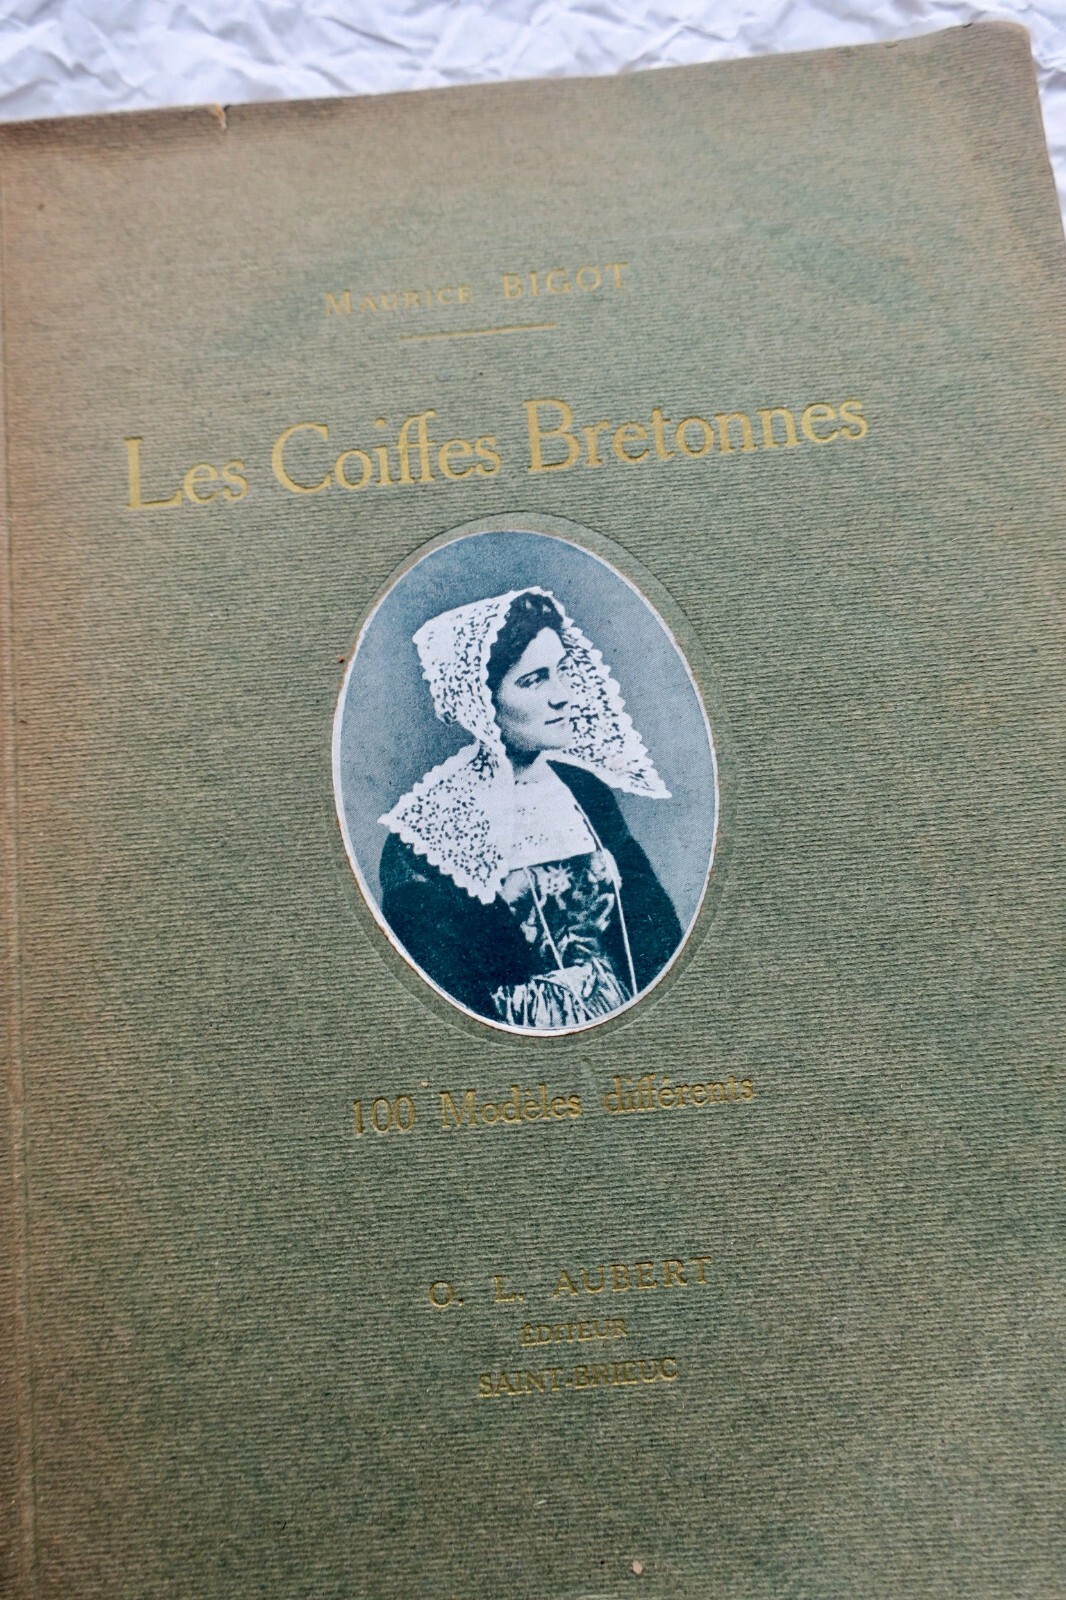 Maurice BIGOT
Les Coiffes Bretonnes
100 Modèles différents
O. L. AUBERT
ÉDITEUR
SAINT-BRIEUC